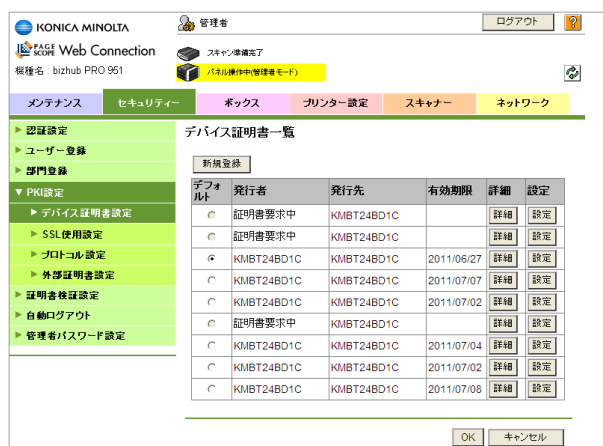 KONICA MINOLTA
管理者
ログアウト
?
PAGE SCOPE Web Connection
スキャン準備完了
機種名 : bizhub PRO 951
パネル操作中(管理者モード)
メンテナンス
セキュリティー
ボックス
プリンター設定
スキャナー
ネットワーク
認証設定
ユーザー登録
部門登録
PKI設定
デバイス証明書設定
SSL使用設定
プロトコル設定
外部証明書設定
証明書検証設定
自動ログアウト
管理者パスワード設定
デバイス証明書一覧
新規登録
デフォルト 発行者 発行先 有効期限 詳細 設定
証明書要求中 KMBT24BD1C 詳細 設定
証明書要求中 KMBT24BD1C 詳細 設定
KMBT24BD1C KMBT24BD1C 2011/06/27 詳細 設定
KMBT24BD1C KMBT24BD1C 2011/07/07 詳細 設定
KMBT24BD1C KMBT24BD1C 2011/07/02 詳細 設定
証明書要求中 KMBT24BD1C 詳細 設定
KMBT24BD1C KMBT24BD1C 2011/07/04 詳細 設定
KMBT24BD1C KMBT24BD1C 2011/07/02 詳細 設定
KMBT24BD1C KMBT24BD1C 2011/07/08 詳細 設定
OK キャンセル